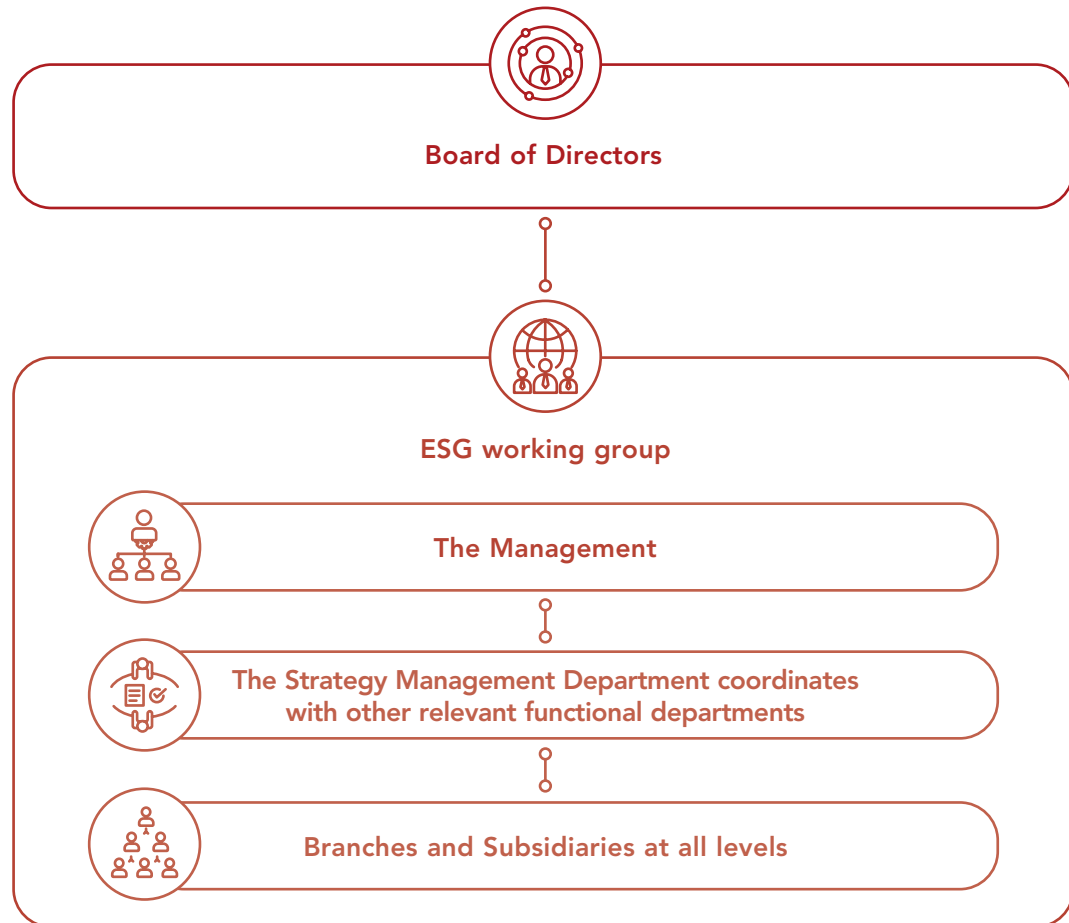 Board of Directors
ESG working group
The Management
The Strategy Management Department coordinates
with other relevant functional departments
Branches and Subsidiaries at all levels